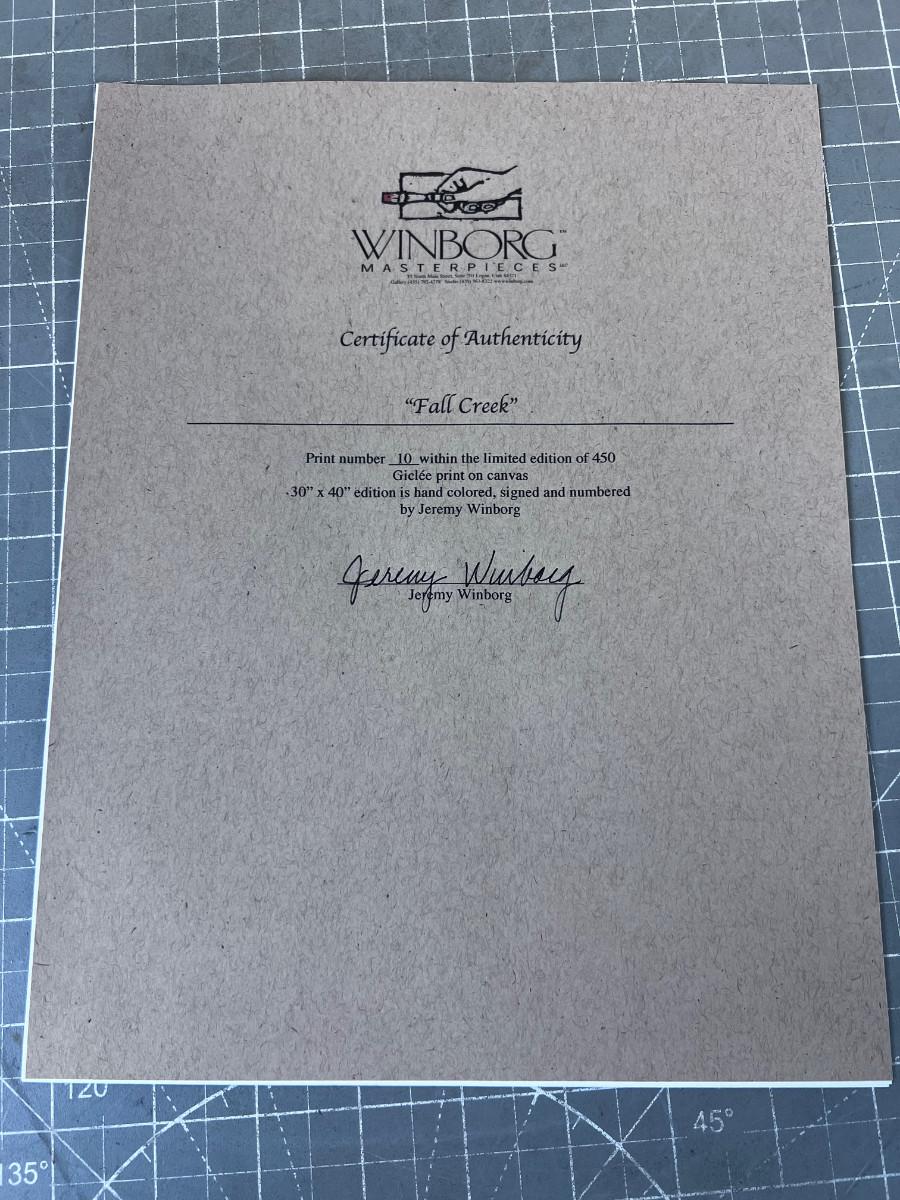 WINBORG™
MASTERPIECES
Certificate of Authenticity
“Fall Creek”
Print number 10 within the limited edition of 450
Giclée print on canvas
30” x 40” edition is hand colored, signed and numbered
by Jeremy Winborg
Jeremy Winborg
Jeremy Winborg
120
45°
135°